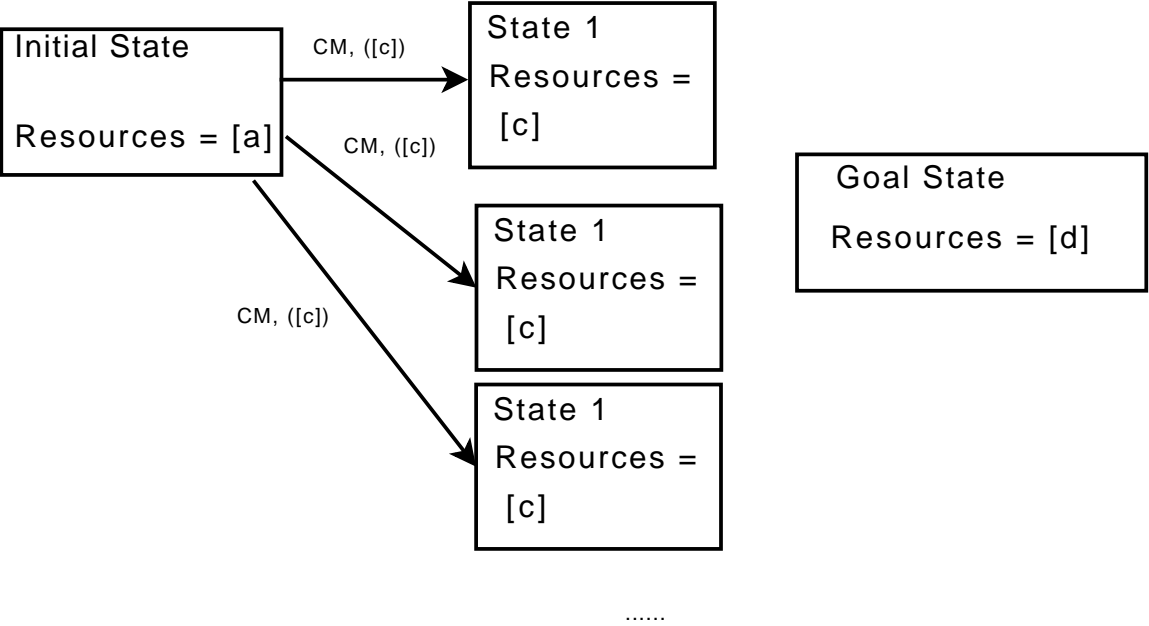 Initial State
Resources = [a]
CM, ([c])
State 1
Resources =
[c]
CM, ([c])
State 1
Resources =
[c]
CM, ([c])
State 1
Resources =
[c]
Goal State
Resources = [d]
......